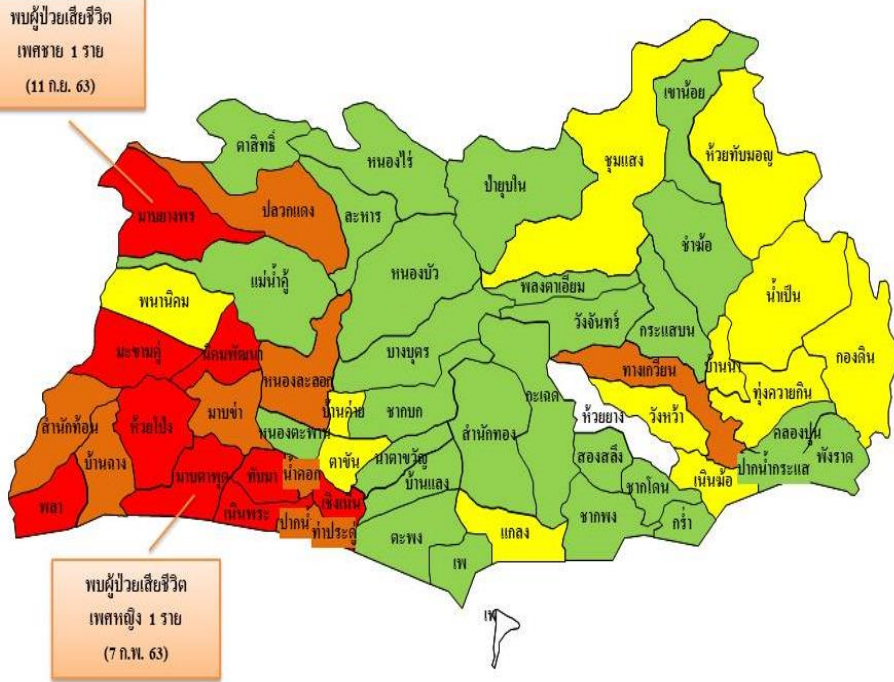 พบผู้ป่วยเสียชีวิต
เพศชาย 1 ราย
(11 ก.ย. 63)
เขาน้อย
ตาสิทธิ์
หนองไร่
ป่ายุบใน
ชุมแสง
ห้วยทับมอญ
มาบยางพร
ปลวกแดง
ละหาร
ชำฆ้อ
แม่น้ำคู้
หนองบัว
พลงตาเอี่ยม
น้ำเป็น
พนานิคม
วังจันทร์
กระแสบน
มะขามคู่
นิคมพัฒนา
บางบุตร
บ้านนา
กองดิน
หนองละลอก
ทางเกวียน
ทุ่งควายกิน
สำนักท้อน
ห้วยโป่ง
มาบข่า
บ้านค่าย
ชากบก
กะเฉด
ห้วยยาง
วังหว้า
คลองปูน
บ้านฉาง
หนองตะพาน
ตาขัน
นาตาขวัญ
สำนักทอง
สองสลึง
ปากน้ำกระแส
พังราด
พลา
มาบตาพุด
ทับมา
น้ำคอก
บ้านแลง
ชากโดน
เนินฆ้อ
เนินพระ
เชิงเนิน
ปากน้
ท่าประดู่
ตะพง
แกลง
ชากพง
กร่ำ
เพ
เพ
พบผู้ป่วยเสียชีวิต
เพศหญิง 1 ราย
(7 ก.พ. 63)